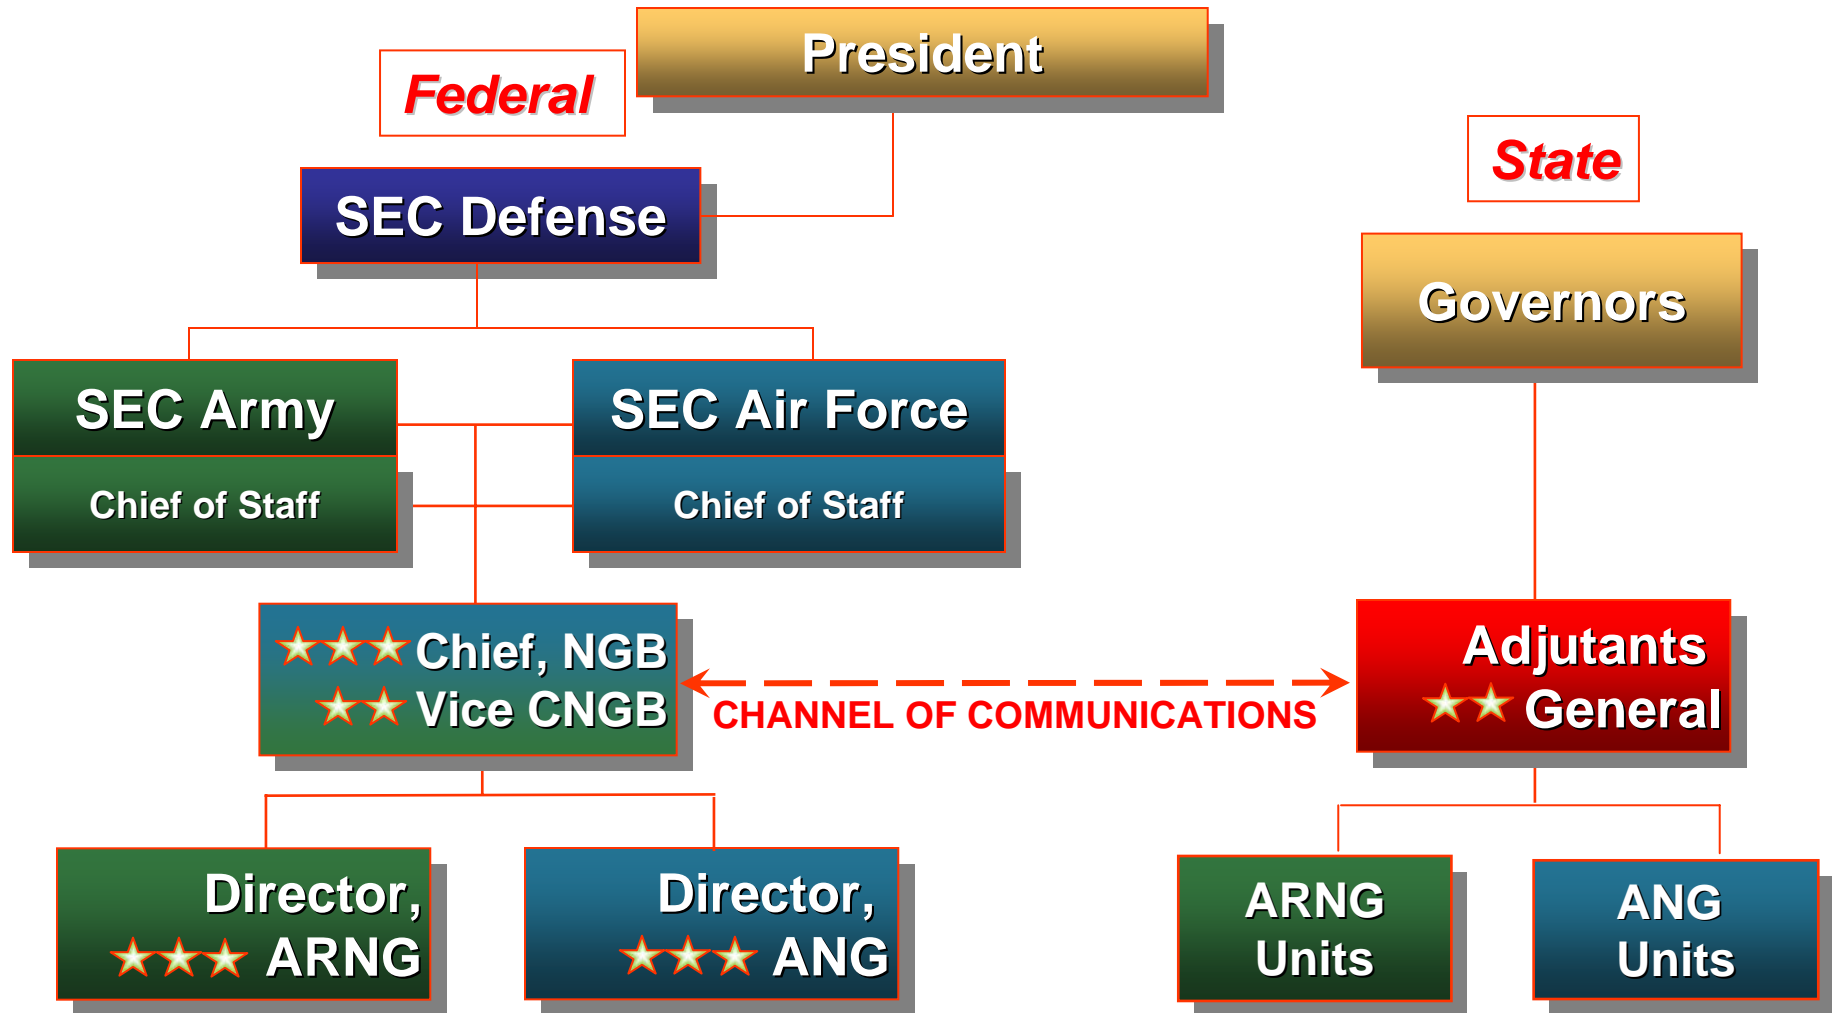 President
Federal
State
SEC Defense
Governors
SEC Army
SEC Air Force
Chief of Staff
Chief of Staff
Chief, NGB
Vice CNGB
CHANNEL OF COMMUNICATIONS
Adjutants
General
Director,
ARNG
Director,
ANG
ARNG
Units
ANG
Units